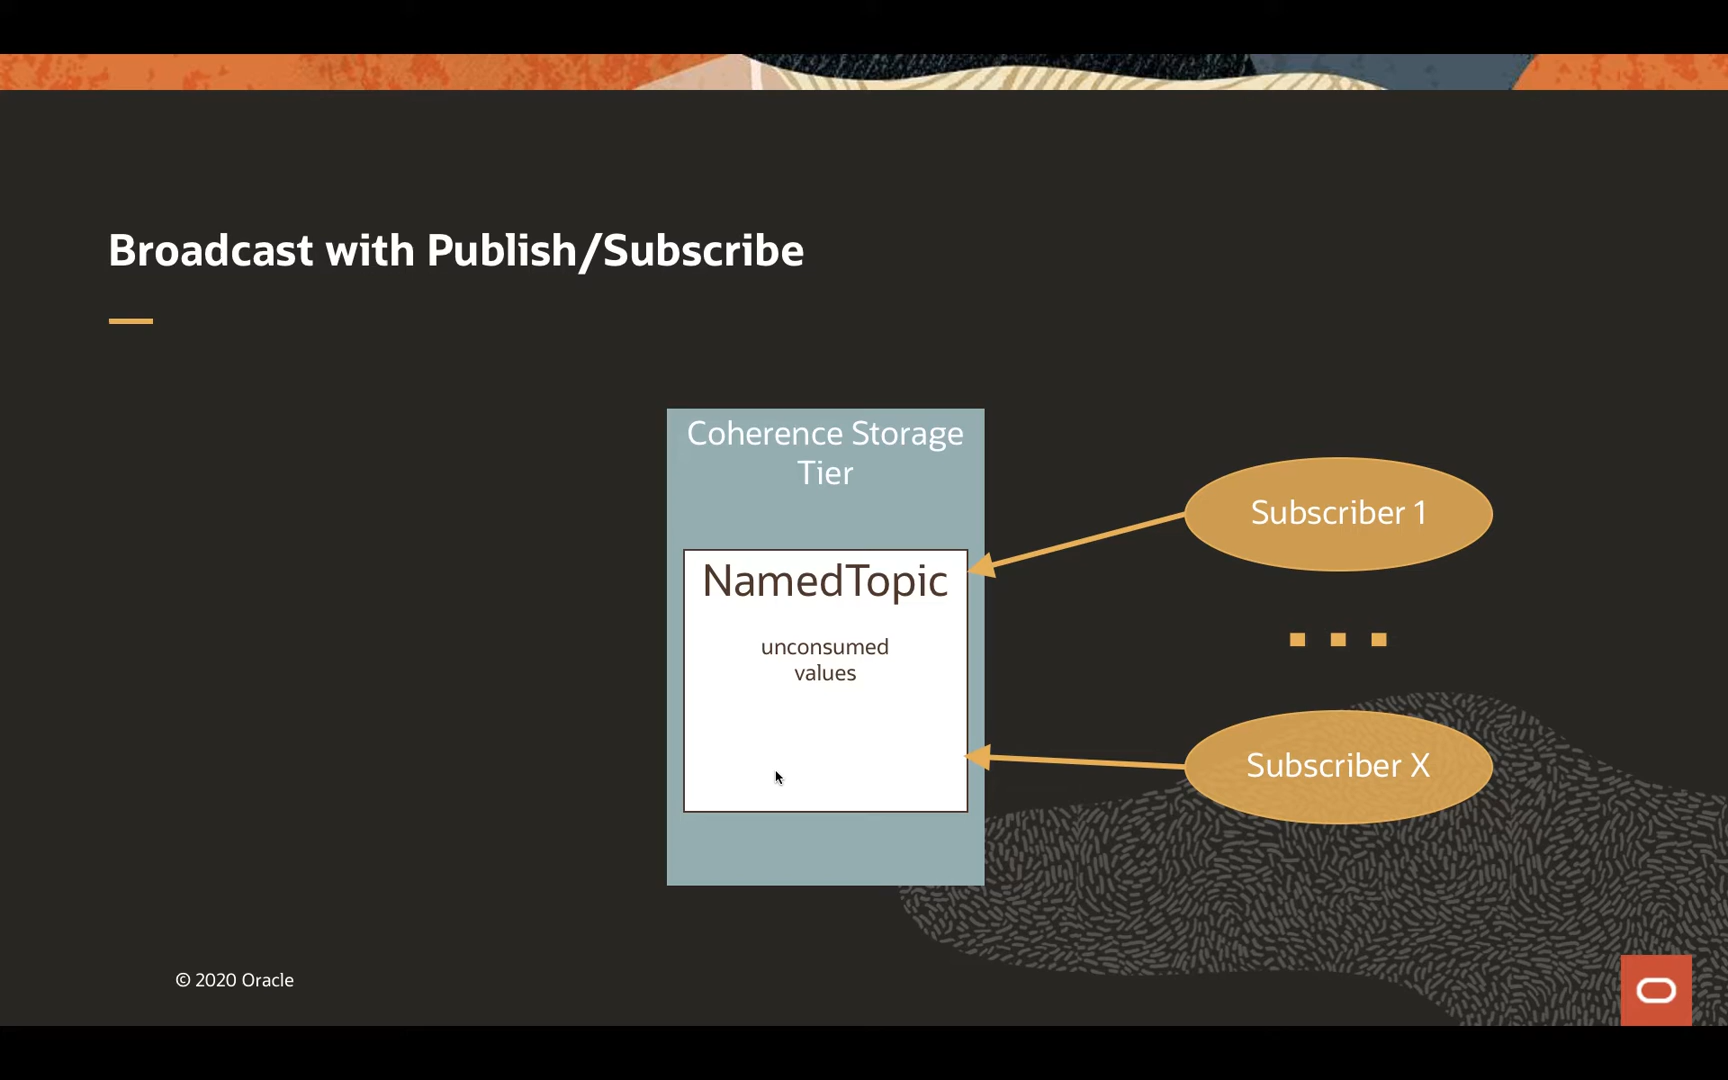 Broadcast with Publish/Subscribe
Coherence Storage
Tier
NamedTopic
unconsumed
values
Subscriber 1
Subscriber X
© 2020 Oracle